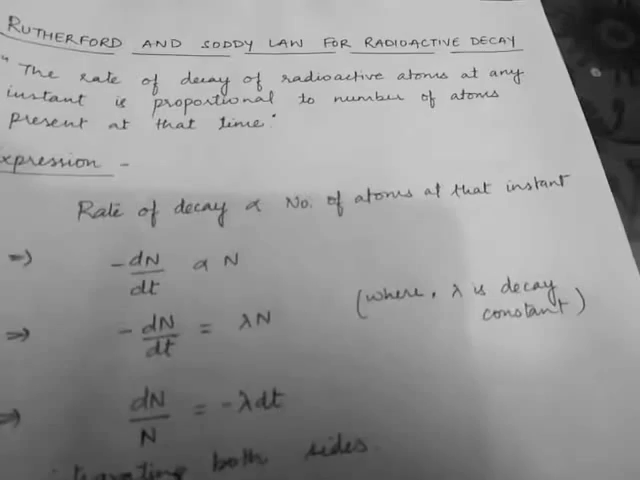 RUTHERFORD AND SODDY LAW FOR RADIOACTIVE DECAY
"The rate of decay of radioactive atoms at any
instant is proportional to number of atoms
present at that time."
xpression -
Rate of decay α No. of atoms at that instant
=) -dN/dt α N
=> -dN/dt = λN (where, λ is decay constant)
=> dN/N = -λdt
both sides.